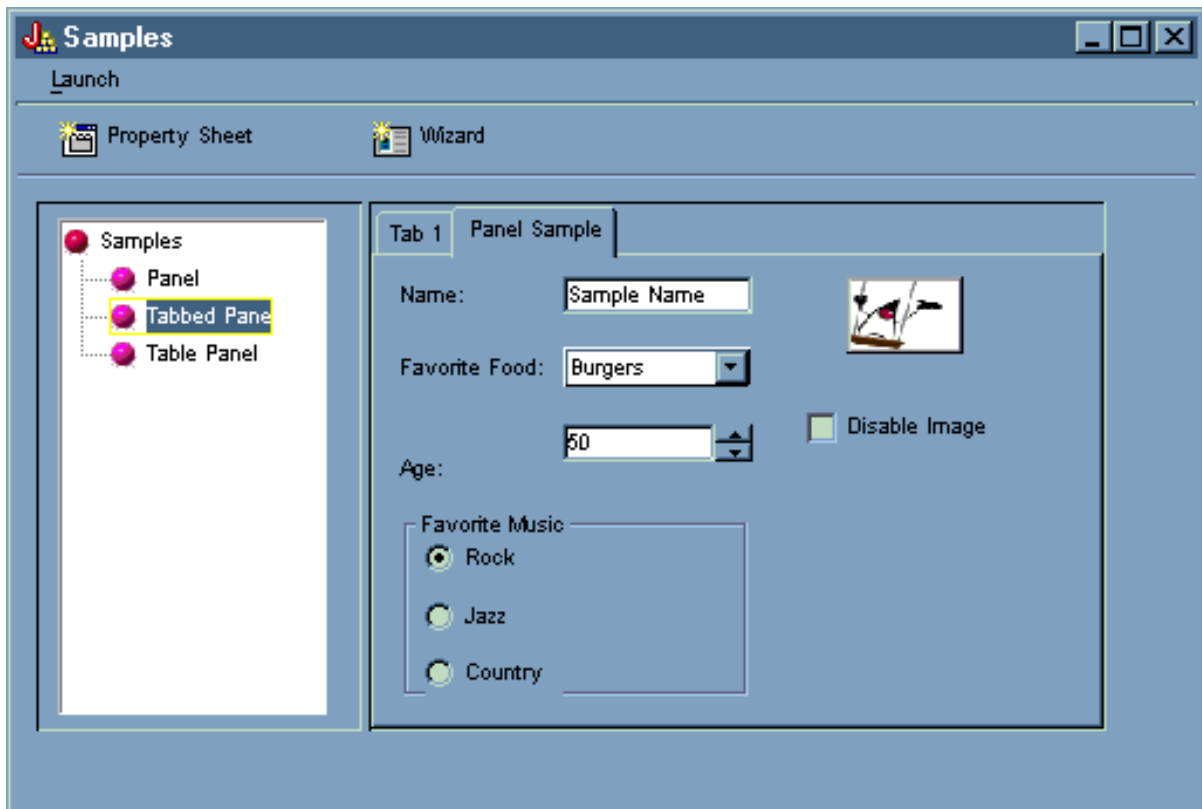 Samples
Launch
Property Sheet
Wizard
Samples
Panel
Tabbed Pane
Table Panel
Tab 1
Panel Sample
Name:
Sample Name
Favorite Food:
Burgers
Age:
50
Disable Image
Favorite Music
Rock
Jazz
Country